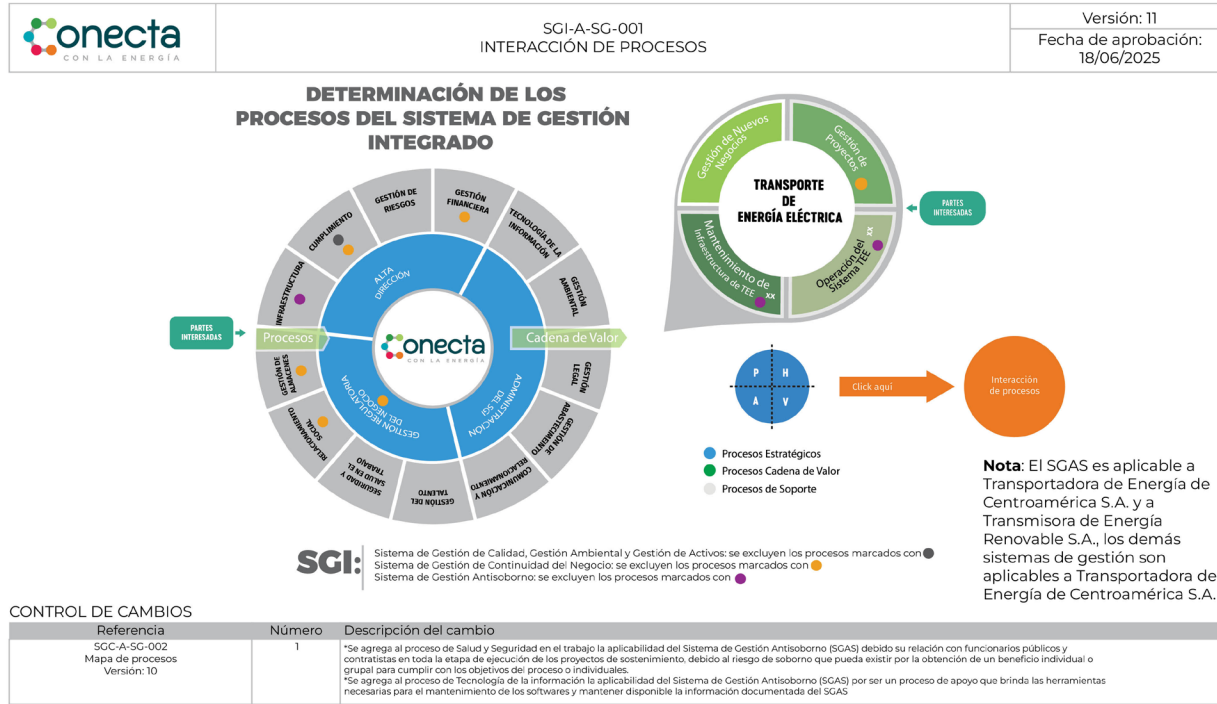 Conecta
CON LA ENERGÍA
SGI-A-SG-001
INTERACCIÓN DE PROCESOS
Versión: 11
Fecha de aprobación:
18/06/2025
DETERMINACIÓN DE LOS
PROCESOS DEL SISTEMA DE GESTIÓN
INTEGRADO
GESTIÓN DE
RIESGOS
GESTIÓN
FINANCIERA
TECNOLOGÍA DE LA
INFORMACIÓN
GESTIÓN
AMBIENTAL
GESTIÓN
LEGAL
GESTIÓN DE
ABASTECIMIENTO
COMUNICACIÓN Y
RELACIONAMIENTO
GESTIÓN DEL
TALENTO
SEGURIDAD Y
SALUD EN EL
TRABAJO
RELACIONAMIENTO
SOCIAL
GESTIÓN DE
ALMACENES
INFRAESTRUCTURA
CUMPLIMIENTO
ALTA
DIRECCIÓN
ADMINISTRACIÓN
DEL SGI
GESTIÓN REGULATORIA
DEL NEGOCIO
PARTES
INTERESADAS
Procesos
Conecta
CON LA ENERGÍA
Cadena de Valor
Gestión de Nuevos
Negocios
Gestión de
Proyectos
TRANSPORTE
DE
ENERGÍA ELÉCTRICA
Mantenimiento de
Infraestructura de TEE
xx
Operación del
Sistema TEE
xx
PARTES
INTERESADAS
P H
A V
Click aquí
Interacción
de procesos
Procesos Estratégicos
Procesos Cadena de Valor
Procesos de Soporte
Nota: El SGAS es aplicable a
Transportadora de Energía de
Centroamérica S.A. y a
Transmisora de Energía
Renovable S.A., los demás
sistemas de gestión son
aplicables a Transportadora de
Energía de Centroamérica S.A.
SGI:
Sistema de Gestión de Calidad, Gestión Ambiental y Gestión de Activos: se excluyen los procesos marcados con
Sistema de Gestión de Continuidad del Negocio: se excluyen los procesos marcados con
Sistema de Gestión Antisoborno: se excluyen los procesos marcados con
CONTROL DE CAMBIOS
Referencia Número Descripción del cambio
SGC-A-SG-002
Mapa de procesos
Versión: 10
1
*Se agrega al proceso de Salud y Seguridad en el trabajo la aplicabilidad del Sistema de Gestión Antisoborno (SGAS) debido su relación con funcionarios públicos y
contratistas en toda la etapa de ejecución de los proyectos de sostenimiento, debido al riesgo de soborno que pueda existir por la obtención de un beneficio individual o
grupal para cumplir con los objetivos del proceso o individuales.
*Se agrega al proceso de Tecnología de la información la aplicabilidad del Sistema de Gestión Antisoborno (SGAS) por ser un proceso de apoyo que brinda las herramientas
necesarias para el mantenimiento de los softwares y mantener disponible la información documentada del SGAS